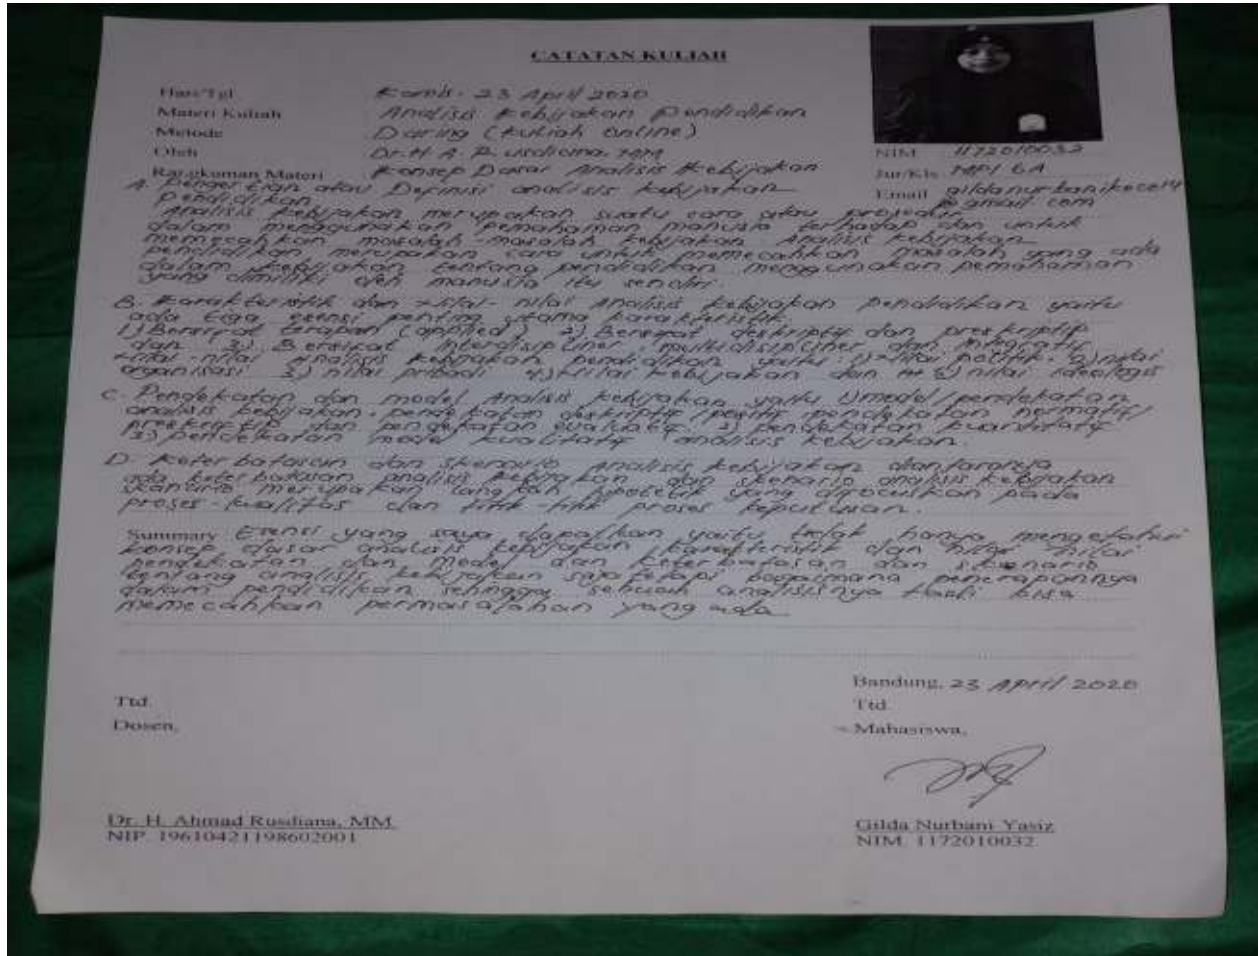 CATATAN KULIAH
Hari/Tgl Kamis. 23 April 2020
Materi Kuliah Analisis Kebijakan Pendidikan
Metode Daring (kuliah online)
Oleh Dr. H. A. Rusdiana, MM
NIM 1172010032
Rangkuman Materi Konsep Dasar Analisis Kebijakan
Jur/Kls MPI 6A
Email gildanurbanikece14
@gmail.com
A. Pengertian atau Definisi analisis kebijakan
pendidikan
Analisis kebijakan merupakan suatu cara atau prosedur
dalam menggunakan pemahaman manusia terhadap dan untuk
memecahkan masalah-masalah kebijakan. Analisis kebijakan
pendidikan merupakan cara untuk memecahkan masalah yang ada
dalam kebijakan tentang pendidikan menggunakan pemahaman
yang dimiliki oleh manusia itu sendiri.
B. Karakteristik dan Nilai-nilai Analisis kebijakan pendidikan yaitu
ada tiga esensi penting utama karakteristik
1) Bersifat terapan (applied) 2) Bersifat deskriptif dan preskriptif
dan 3) Bersifat Interdisipliner multidisipliner dan integratif
Nilai-nilai Analisis kebijakan pendidikan yaitu 1) Nilai politik. 2) nilai
organisasi 3) nilai pribadi 4) Nilai kebijakan dan 5) nilai ideologis
C. Pendekatan dan model Analisis kebijakan yaitu 1) model/pendekatan
analisis kebijakan. pendekatan deskriptif/positif pendekatan normatif/
preskriptif dan pendekatan evaluatif 2) pendekatan kuantitatif
3) pendekatan model kualitatif analisis kebijakan.
D. Keterbatasan dan skenario Analisis kebijakan diantaranya
ada keterbatasan analisis kebijakan dan skenario analisis kebijakan
skenario merupakan langkah hipotetik yang difocuskan pada
proses-kualitas dan titik-titik proses keputusan.
Summary Esensi yang saya dapatkan yaitu tidak hanya mengetahui
konsep dasar analisis kebijakan karakteristik dan nilai nilai
pendekatan dan model dan keterbatasan dan skenario
tentang analisis kebijakan saja tetapi bagaimana penerapannya
dalam pendidikan sehingga sebuah analisisnya Hasil bisa
memecahkan permasalahan yang ada
Bandung, 23 April 2020
Ttd. Ttd.
Dosen, Mahasiswa,
Dr. H. Ahmad Rusdiana, MM. Gilda Nurbani Yasiz
NIP. 19610421198602001 NIM. 1172010032